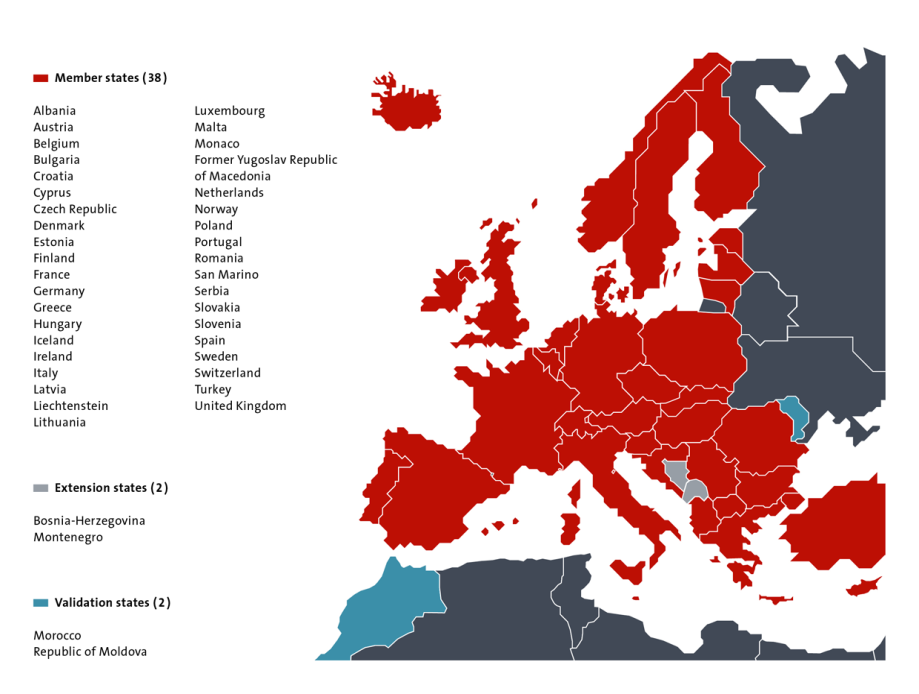 Member states (38)
Albania
Austria
Belgium
Bulgaria
Croatia
Cyprus
Czech Republic
Denmark
Estonia
Finland
France
Germany
Greece
Hungary
Iceland
Ireland
Italy
Latvia
Liechtenstein
Lithuania
Luxembourg
Malta
Monaco
Former Yugoslav Republic
of Macedonia
Netherlands
Norway
Poland
Portugal
Romania
San Marino
Serbia
Slovakia
Slovenia
Spain
Sweden
Switzerland
Turkey
United Kingdom
Extension states (2)
Bosnia-Herzegovina
Montenegro
Validation states (2)
Morocco
Republic of Moldova